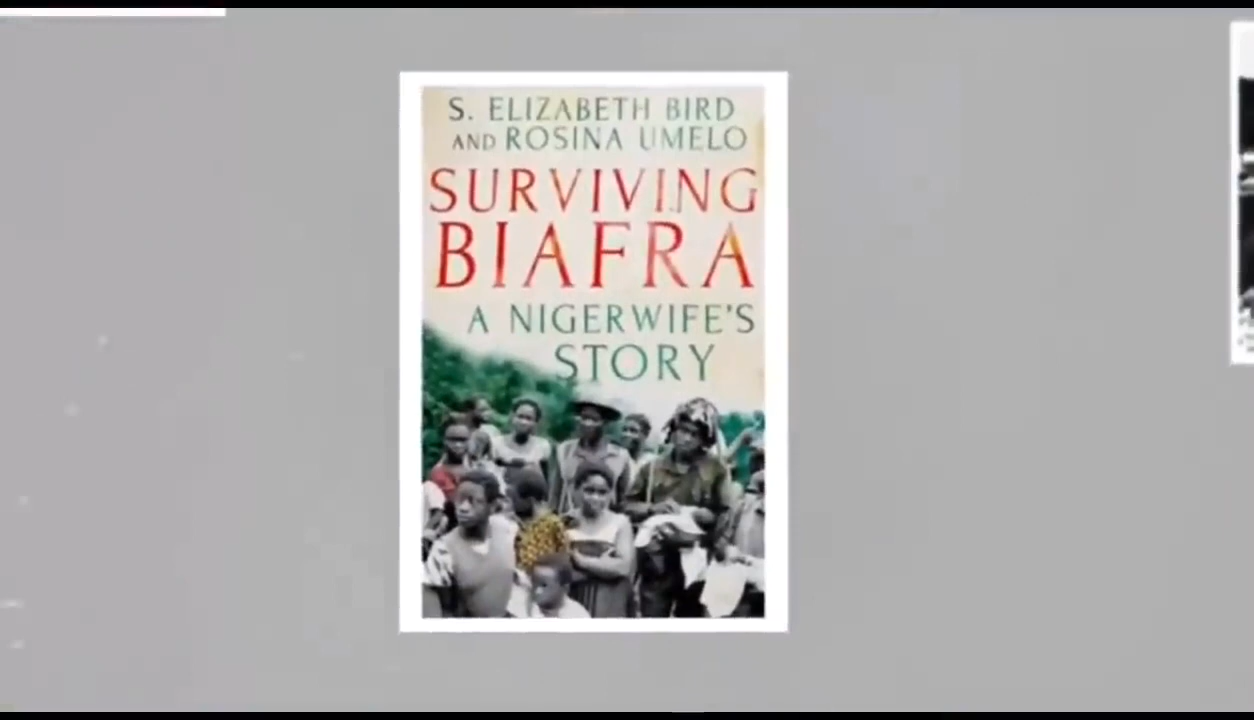 S. ELIZABETH BIRD
AND ROSINA UMELO
SURVIVING
BIAFRA
A NIGERWIFE'S
STORY